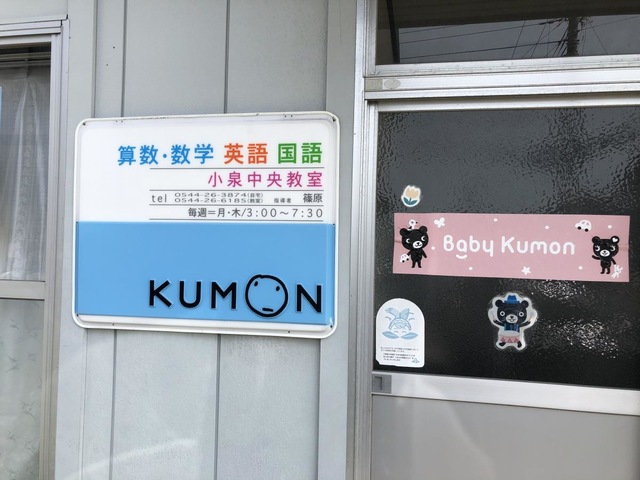 算数・数学 英語 国語
小泉中央教室
tel 0544-26-3874(自宅)
0544-26-6185(教室) 指導者 篠原
毎週=月・木/3:00〜7:30
KUMON
Baby Kumon